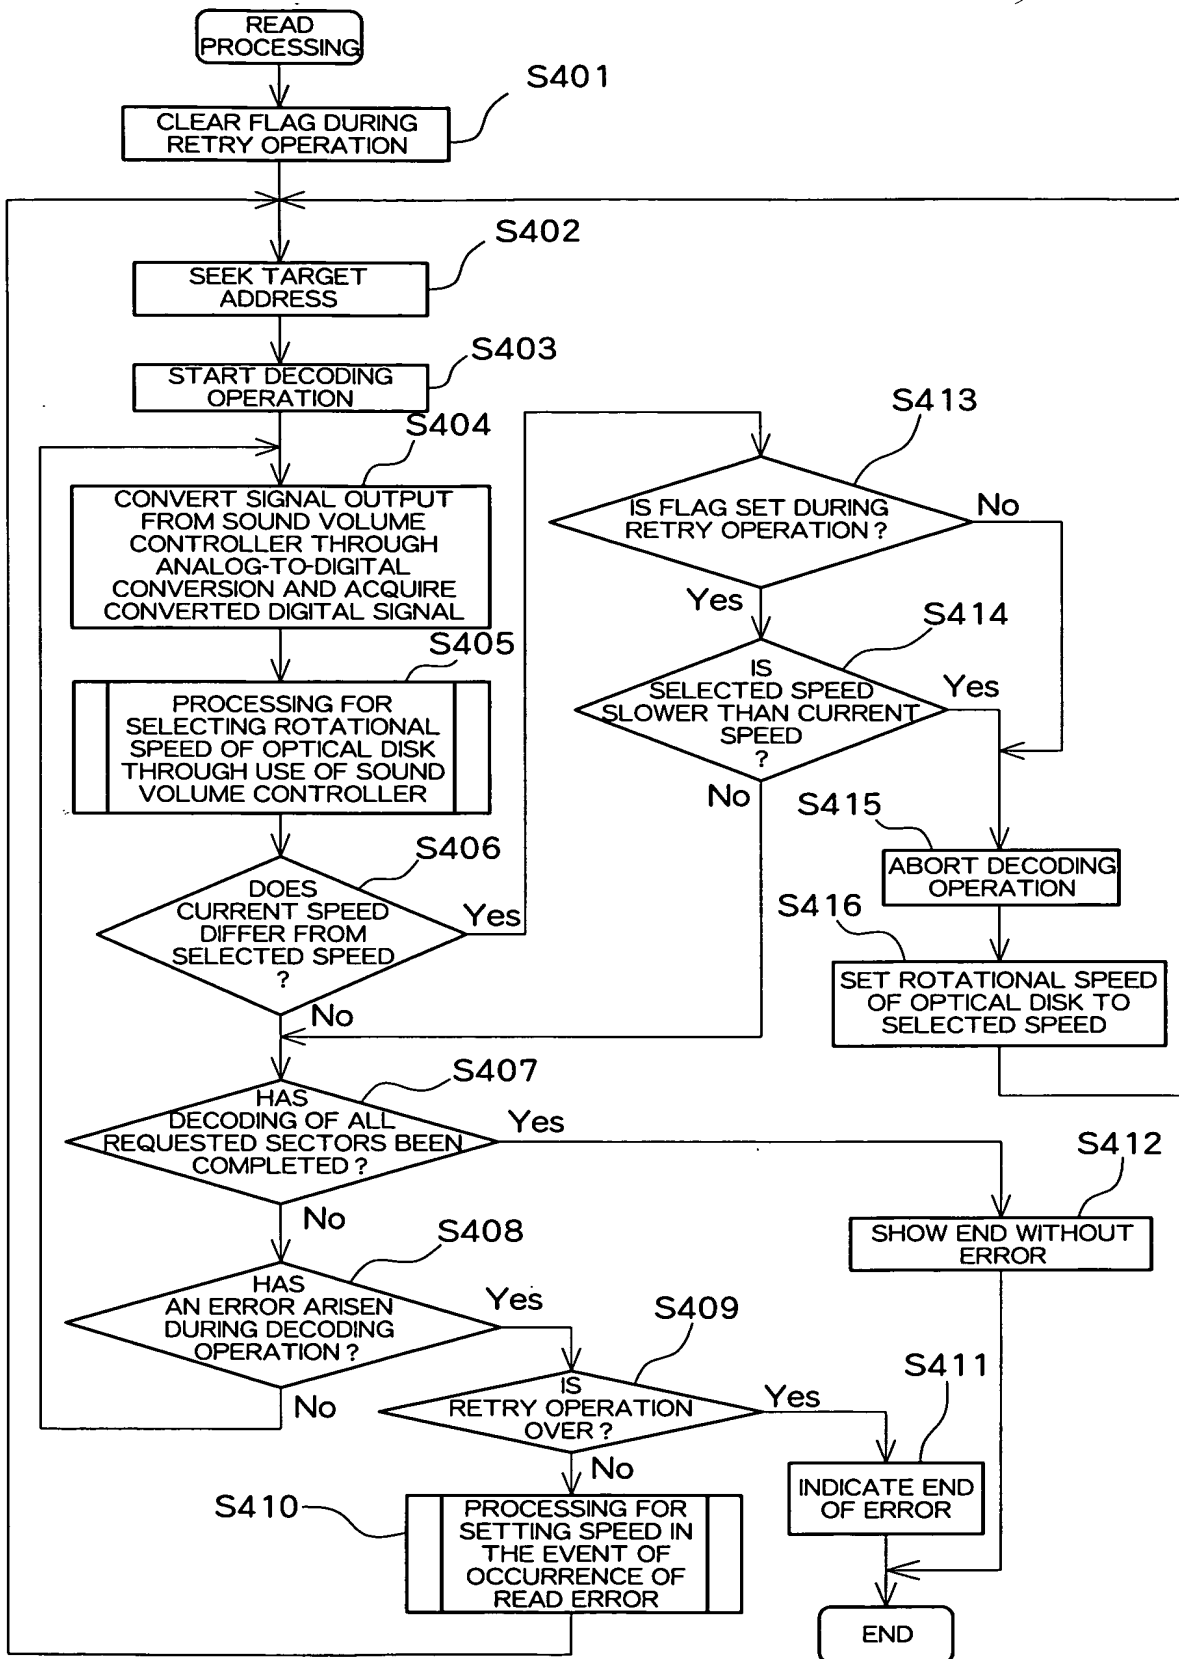 READ
PROCESSING
S401
CLEAR FLAG DURING
RETRY OPERATION
S402
SEEK TARGET
ADDRESS
S403
START DECODING
OPERATION
S404
CONVERT SIGNAL OUTPUT
FROM SOUND VOLUME
CONTROLLER THROUGH
ANALOG-TO-DIGITAL
CONVERSION AND ACQUIRE
CONVERTED DIGITAL SIGNAL
S405
PROCESSING FOR
SELECTING ROTATIONAL
SPEED OF OPTICAL DISK
THROUGH USE OF SOUND
VOLUME CONTROLLER
S406
DOES
CURRENT SPEED
DIFFER FROM
SELECTED SPEED
?
Yes
No
S413
IS FLAG SET DURING
RETRY OPERATION ?
No
Yes
S414
IS
SELECTED SPEED
SLOWER THAN CURRENT
SPEED
?
Yes
No
S415
ABORT DECODING
OPERATION
S416
SET ROTATIONAL SPEED
OF OPTICAL DISK TO
SELECTED SPEED
S407
HAS
DECODING OF ALL
REQUESTED SECTORS BEEN
COMPLETED ?
Yes
No
S412
SHOW END WITHOUT
ERROR
S408
HAS
AN ERROR ARISEN
DURING DECODING
OPERATION ?
Yes
No
S409
IS
RETRY OPERATION
OVER ?
Yes
No
S411
INDICATE END
OF ERROR
S410
PROCESSING FOR
SETTING SPEED IN
THE EVENT OF
OCCURRENCE OF
READ ERROR
END